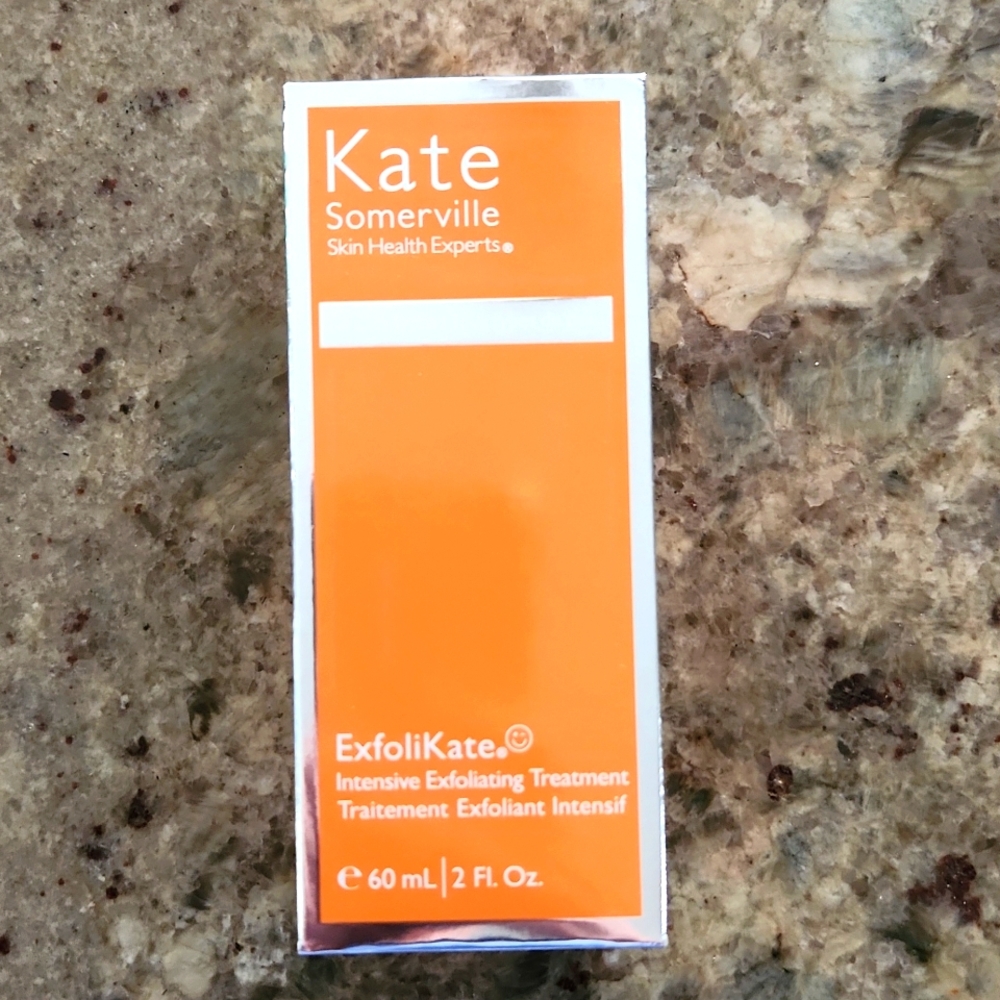 Kate
Somerville
Skin Health Experts®
ExfoliKate®☺
Intensive Exfoliating Treatment
Traitement Exfoliant Intensif
℮ 60 mL | 2 Fl. Oz.